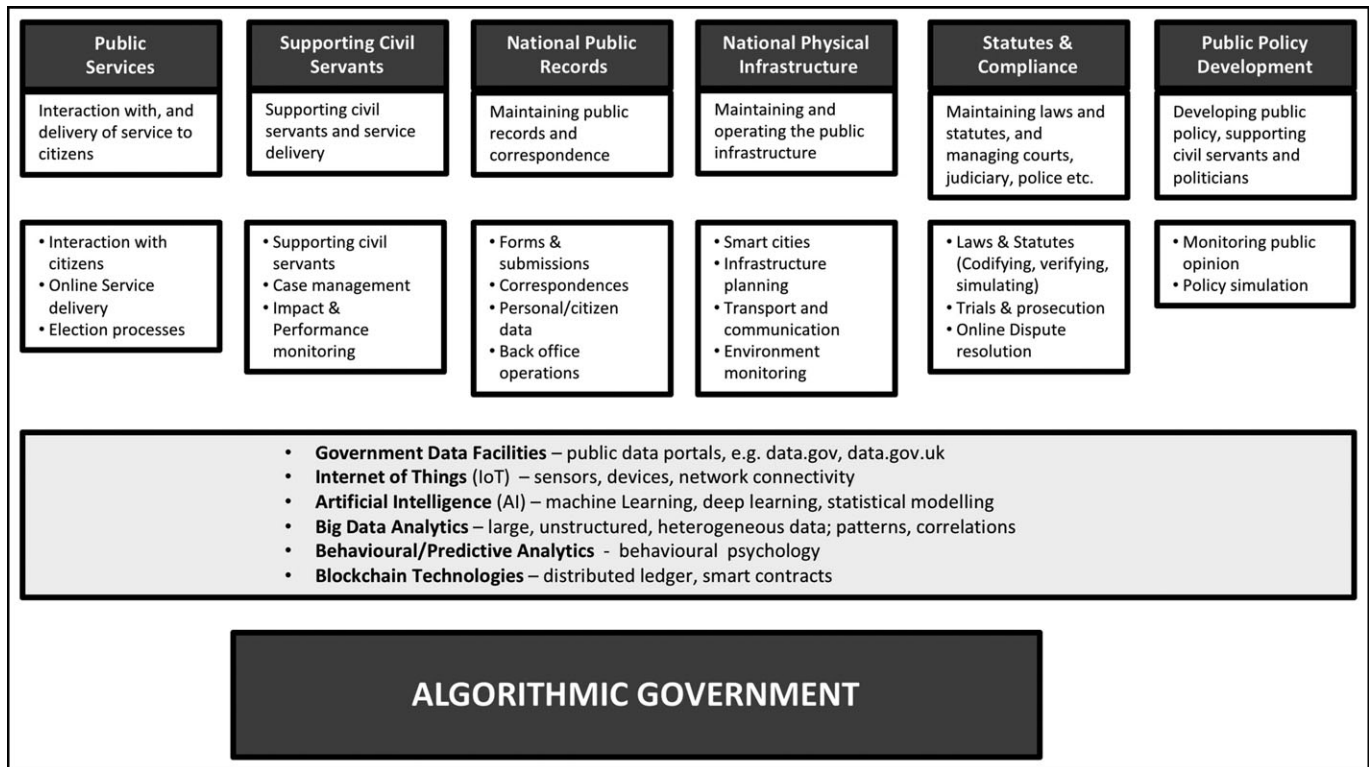 Public
Services
Supporting Civil
Servants
National Public
Records
National Physical
Infrastructure
Statutes &
Compliance
Public Policy
Development
Interaction with, and
delivery of service to
citizens
Supporting civil
servants and service
delivery
Maintaining public
records and
correspondence
Maintaining and
operating the public
infrastructure
Maintaining laws and
statutes, and
managing courts,
judiciary, police etc.
Developing public
policy, supporting
civil servants and
politicians
• Interaction with
citizens
• Online Service
delivery
• Election processes
• Supporting civil
servants
• Case management
• Impact &
Performance
monitoring
• Forms &
submissions
• Correspondences
• Personal/citizen
data
• Back office
operations
• Smart cities
• Infrastructure
planning
• Transport and
communication
• Environment
monitoring
• Laws & Statutes
(Codifying, verifying,
simulating)
• Trials & prosecution
• Online Dispute
resolution
• Monitoring public
opinion
• Policy simulation
• Government Data Facilities – public data portals, e.g. data.gov, data.gov.uk
• Internet of Things (IoT) – sensors, devices, network connectivity
• Artificial Intelligence (AI) – machine Learning, deep learning, statistical modelling
• Big Data Analytics – large, unstructured, heterogeneous data; patterns, correlations
• Behavioural/Predictive Analytics - behavioural psychology
• Blockchain Technologies – distributed ledger, smart contracts
ALGORITHMIC GOVERNMENT